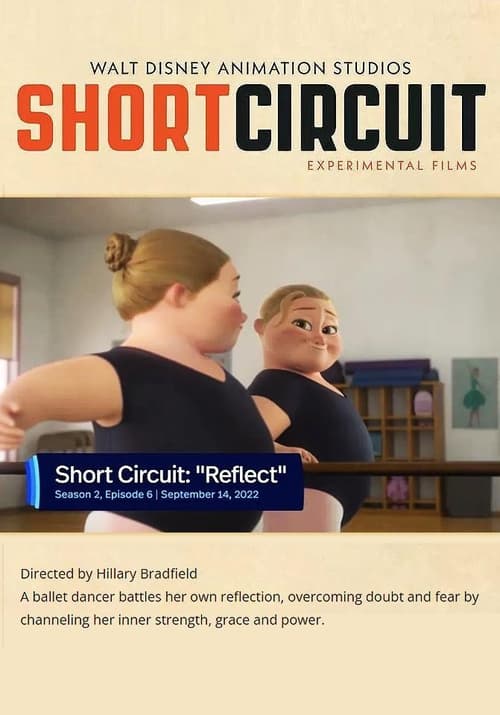 WALT DISNEY ANIMATION STUDIOS
SHORTCIRCUIT
EXPERIMENTAL FILMS
Short Circuit: "Reflect"
Season 2, Episode 6 | September 14, 2022
Directed by Hillary Bradfield
A ballet dancer battles her own reflection, overcoming doubt and fear by
channeling her inner strength, grace and power.